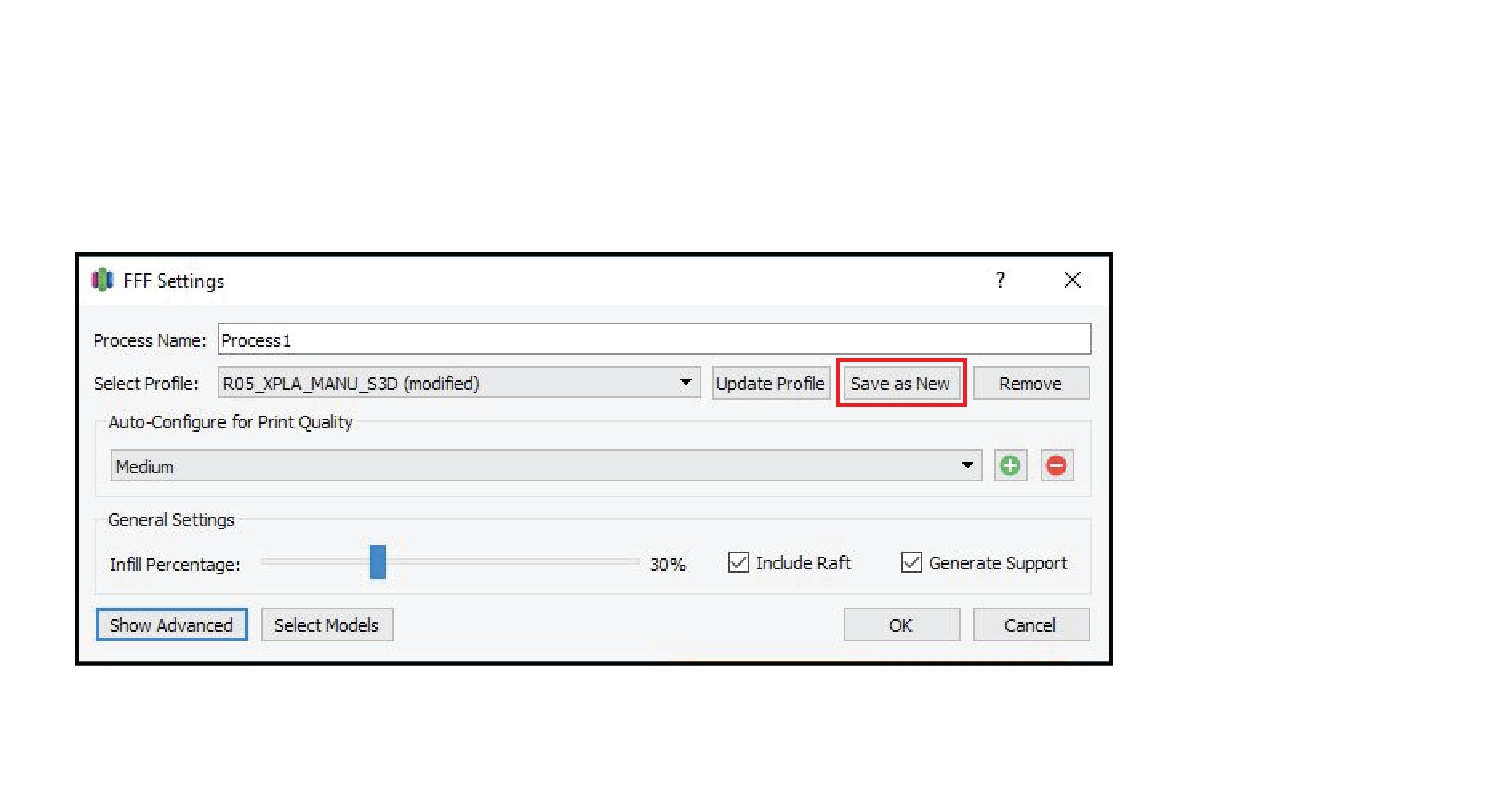 FFF Settings ?
Process Name: Process1
Select Profile: R05_XPLA_MANU_S3D (modified) Update Profile Save as New Remove
Auto-Configure for Print Quality
Medium
General Settings
Infill Percentage: 30% Include Raft Generate Support
Show Advanced Select Models OK Cancel